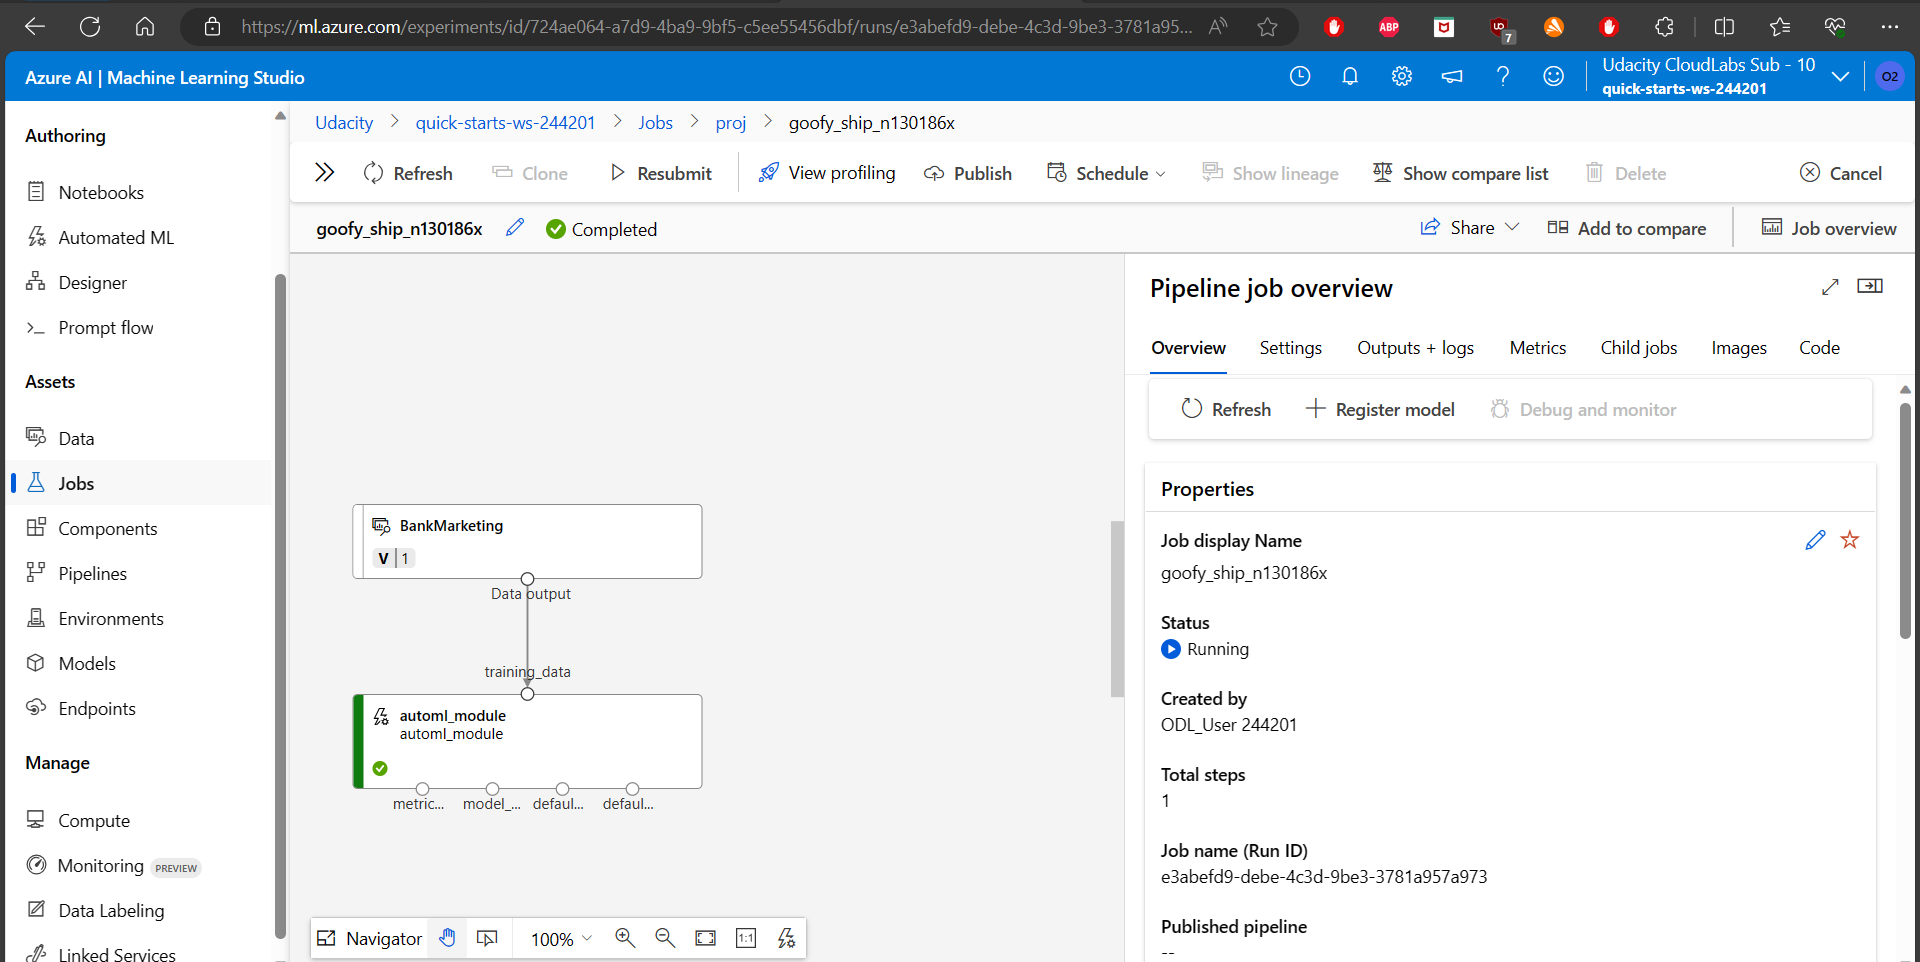 https://ml.azure.com/experiments/id/724ae064-a7d9-4ba9-9bf5-c5ee55456dbf/runs/e3abefd9-debe-4c3d-9be3-3781a95...
ABP
7
Azure AI | Machine Learning Studio
Udacity CloudLabs Sub - 10
quick-starts-ws-244201
O2
Authoring
Notebooks
Automated ML
Designer
Prompt flow
Assets
Data
Jobs
Components
Pipelines
Environments
Models
Endpoints
Manage
Compute
Monitoring PREVIEW
Data Labeling
Linked Services
Udacity > quick-starts-ws-244201 > Jobs > proj > goofy_ship_n130186x
Refresh
Clone
Resubmit
View profiling
Publish
Schedule
Show lineage
Show compare list
Delete
Cancel
goofy_ship_n130186x
Completed
Share
Add to compare
Job overview
BankMarketing
V | 1
Data output
training_data
automl_module
automl_module
metric...
model_...
defaul...
defaul...
Navigator
100%
1:1
Pipeline job overview
Overview
Settings
Outputs + logs
Metrics
Child jobs
Images
Code
Refresh
Register model
Debug and monitor
Properties
Job display Name
goofy_ship_n130186x
Status
Running
Created by
ODL_User 244201
Total steps
1
Job name (Run ID)
e3abefd9-debe-4c3d-9be3-3781a957a973
Published pipeline
--